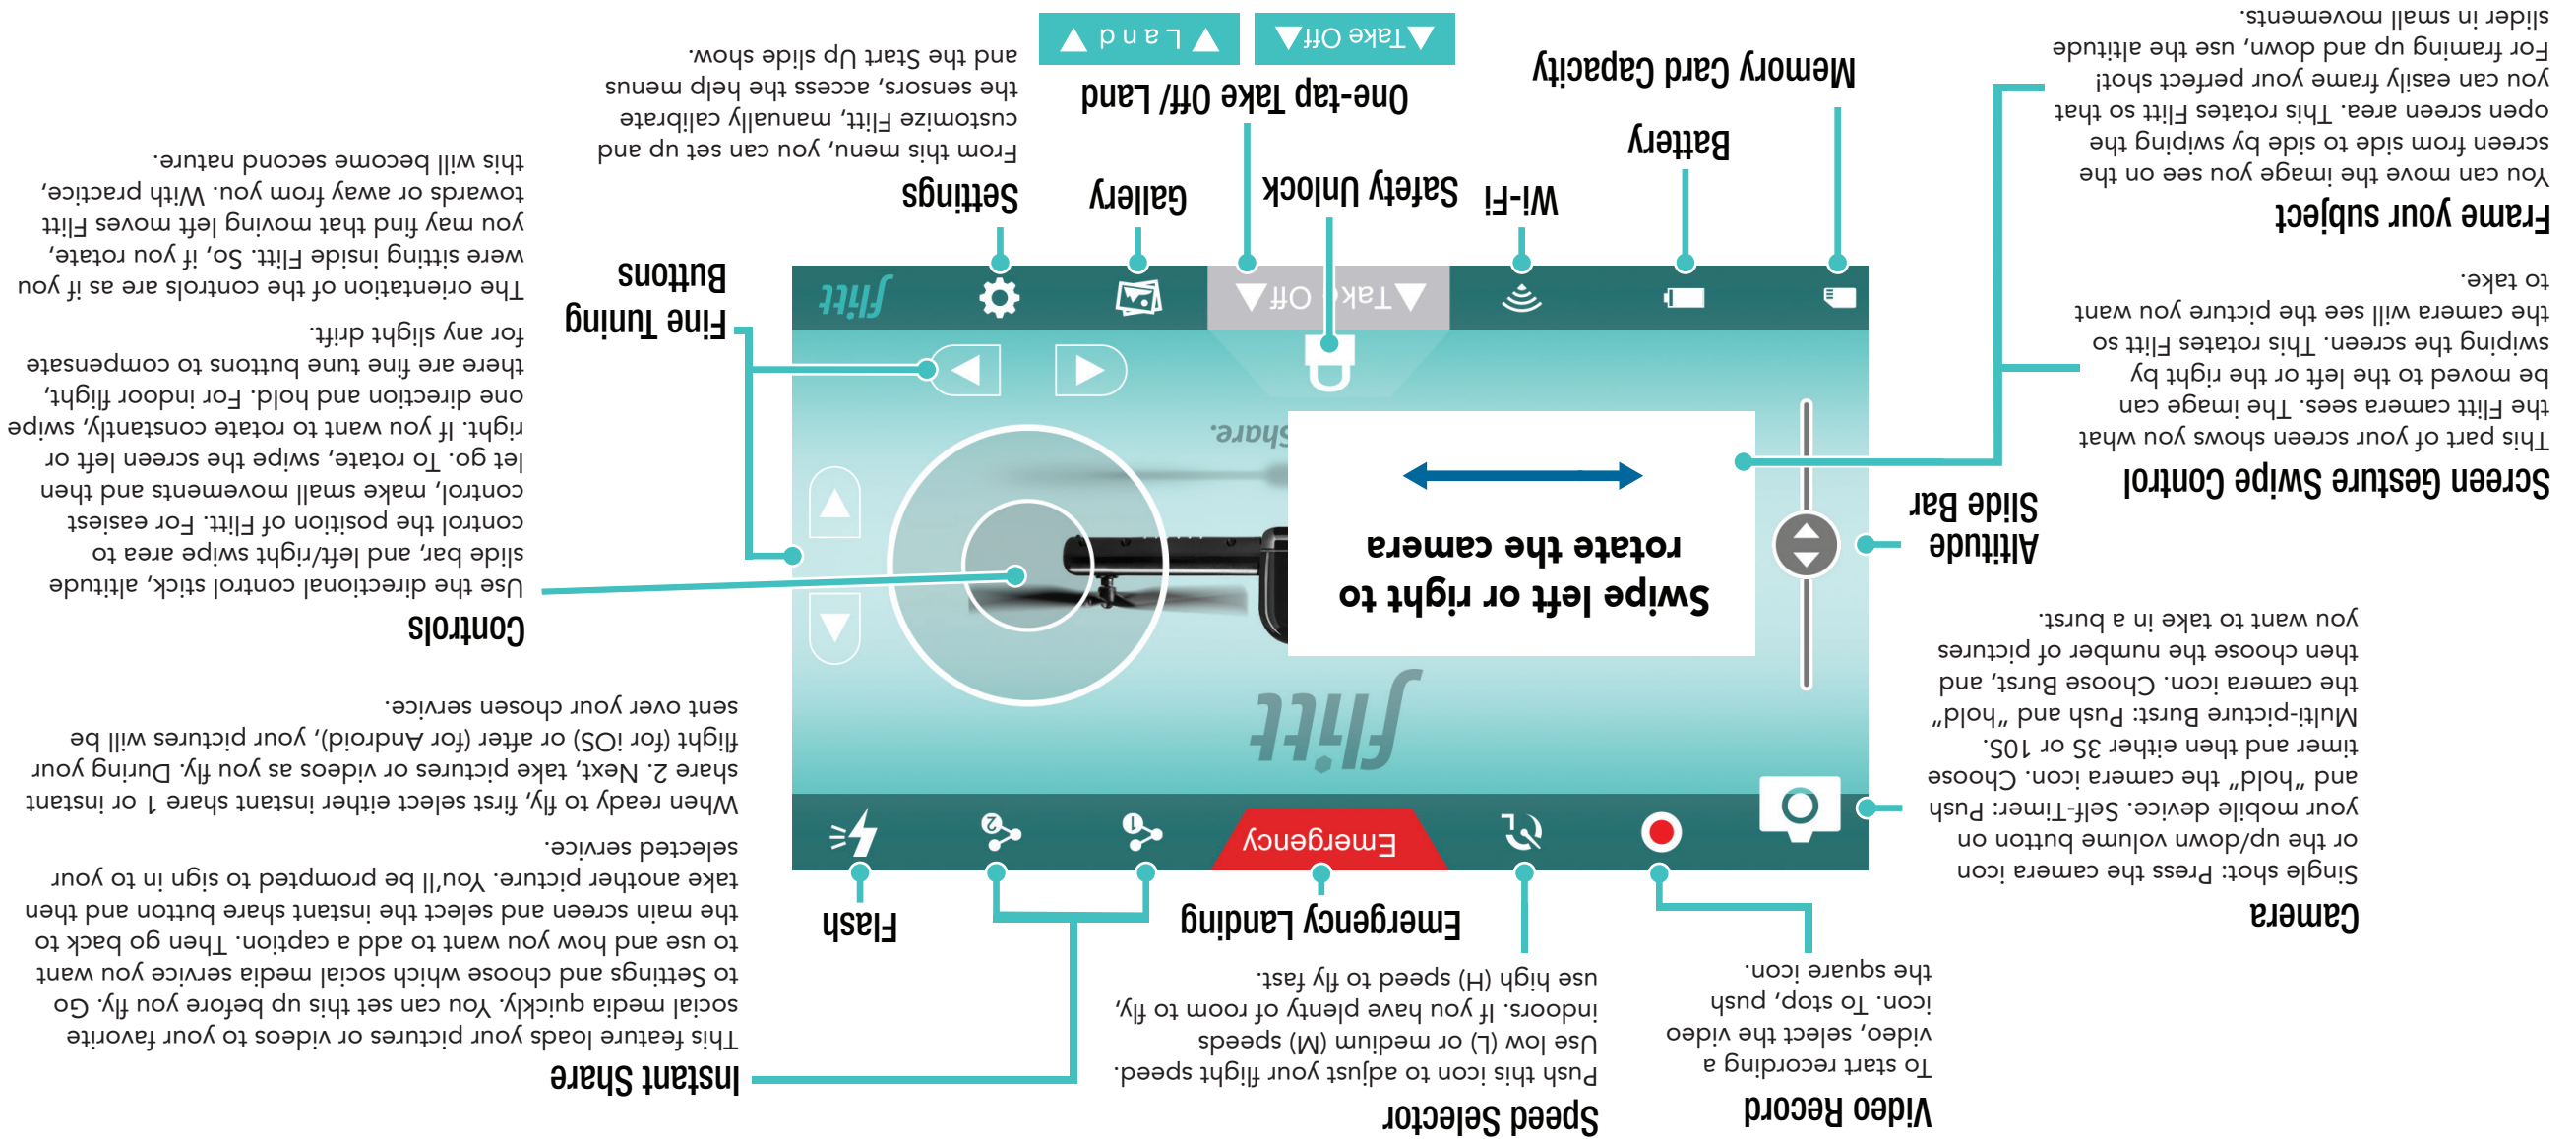 Video Record
To start recording a
video, select the video
icon. To stop, push
the square icon.
Speed Selector
Push this icon to adjust your flight speed.
Use low (L) or medium (M) speeds
indoors. If you have plenty of room to fly,
use high (H) speed to fly fast.
Instant Share
This feature loads your pictures or videos to your favorite
social media quickly. You can set this up before you fly. Go
to Settings and choose which social media service you want
to use and how you want to add a caption. Then go back to
the main screen and select the instant share button and then
take another picture. You'll be prompted to sign in to your
selected service.
When ready to fly, first select either instant share 1 or instant
share 2. Next, take pictures or videos as you fly. During your
flight (for iOS) or after (for Android), your pictures will be
sent over your chosen service.
Camera
Single shot: Press the camera icon
or the up/down volume button on
your mobile device. Self-Timer: Push
and "hold" the camera icon. Choose
timer and then either 3S or 10S.
Multi-picture Burst: Push and "hold"
the camera icon. Choose Burst, and
then choose the number of pictures
you want to take in a burst.
Emergency Landing
Flash
L
Emergency
1
2
flitt
Altitude
Slide Bar
Swipe left or right to
rotate the camera
Share.
Controls
Use the directional control stick, altitude
slide bar, and left/right swipe area to
control the position of Flitt. For easiest
control, make small movements and then
let go. To rotate, swipe the screen left or
right. If you want to rotate constantly, swipe
one direction and hold. For indoor flight,
there are fine tune buttons to compensate
for any slight drift.
The orientation of the controls are as if you
were sitting inside Flitt. So, if you rotate,
you may find that moving left moves Flitt
towards or away from you. With practice,
this will become second nature.
Screen Gesture Swipe Control
This part of your screen shows you what
the Flitt camera sees. The image can
be moved to the left or the right by
swiping the screen. This rotates Flitt so
the camera will see the picture you want
to take.
Frame your subject
You can move the image you see on the
screen from side to side by swiping the
open screen area. This rotates Flitt so that
you can easily frame your perfect shot!
For framing up and down, use the altitude
slider in small movements.
Take Off
flitt
Fine Tuning
Buttons
Memory Card Capacity
Battery
Wi-Fi
Safety Unlock
One-tap Take Off/ Land
Take Off
Land
Gallery
Settings
From this menu, you can set up and
customize Flitt, manually calibrate
the sensors, access the help menus
and the Start Up slide show.